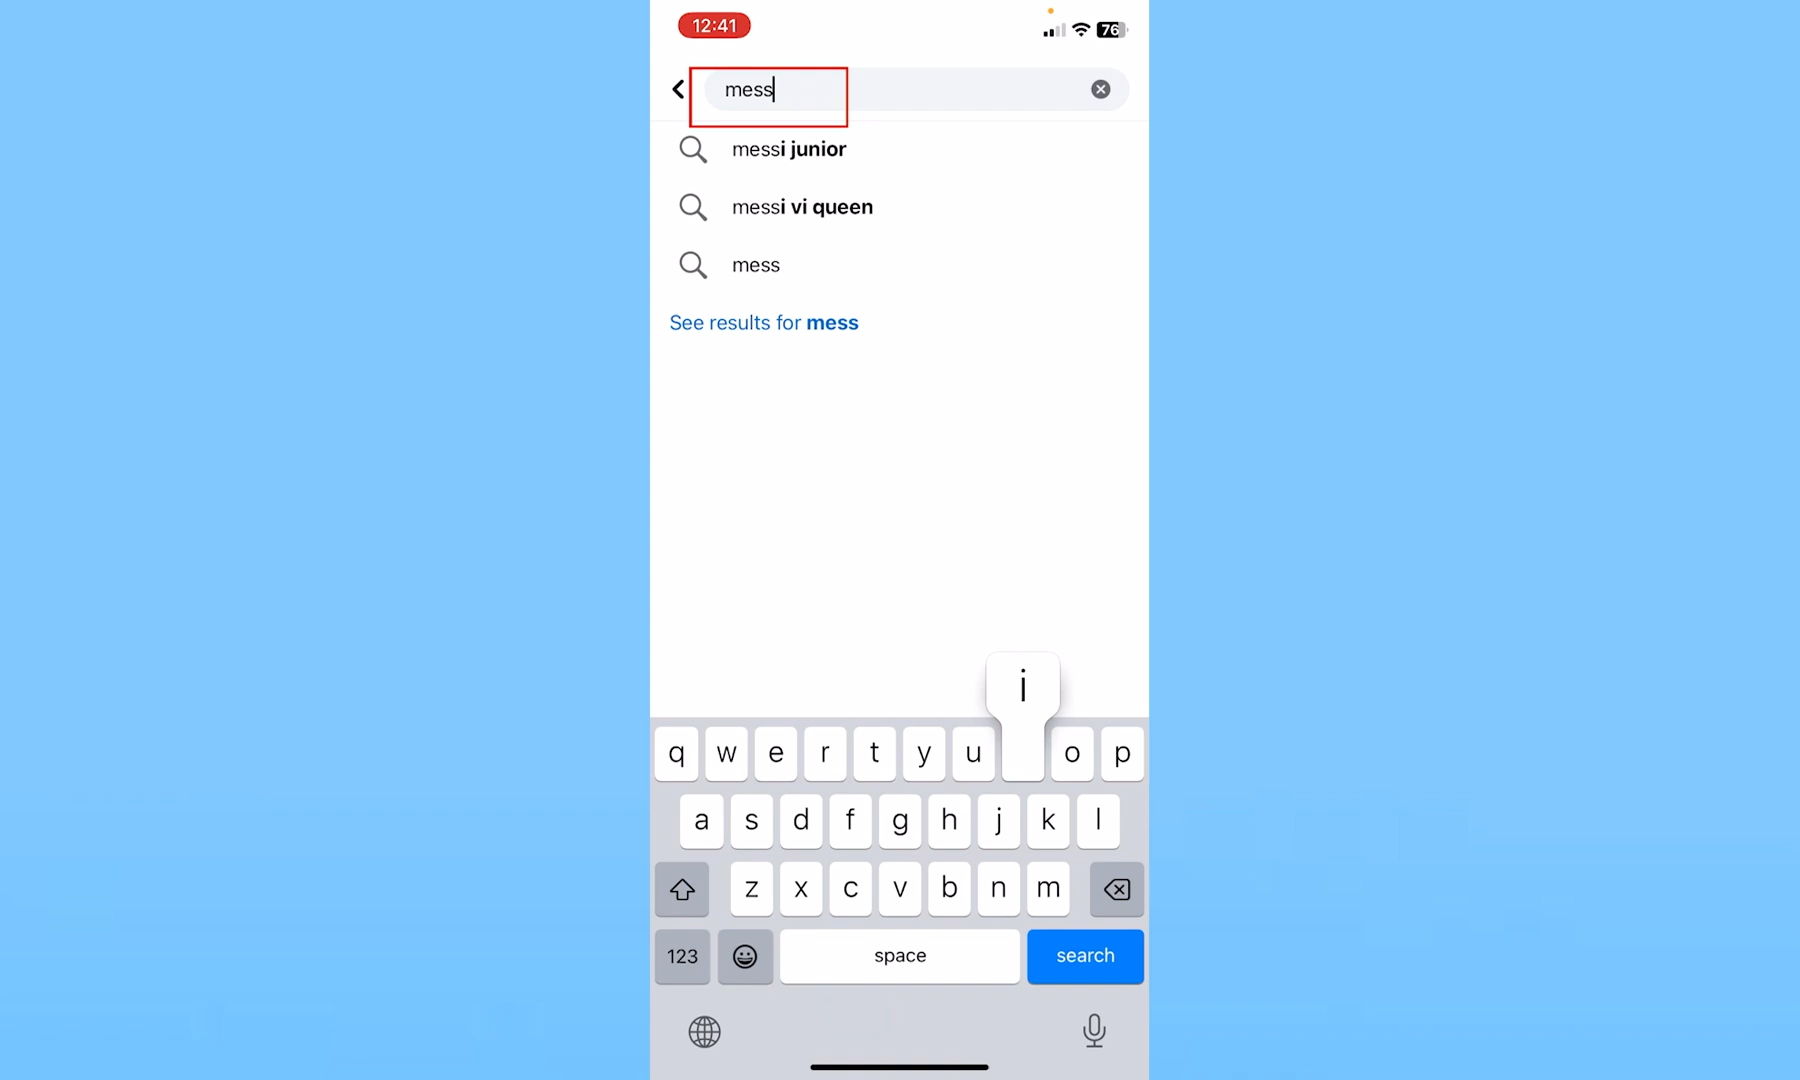 12:41
76
mess
messi junior
messi vi queen
mess
See results for mess
i
q w e r t y u o p
a s d f g h j k l
z x c v b n m
123 space search